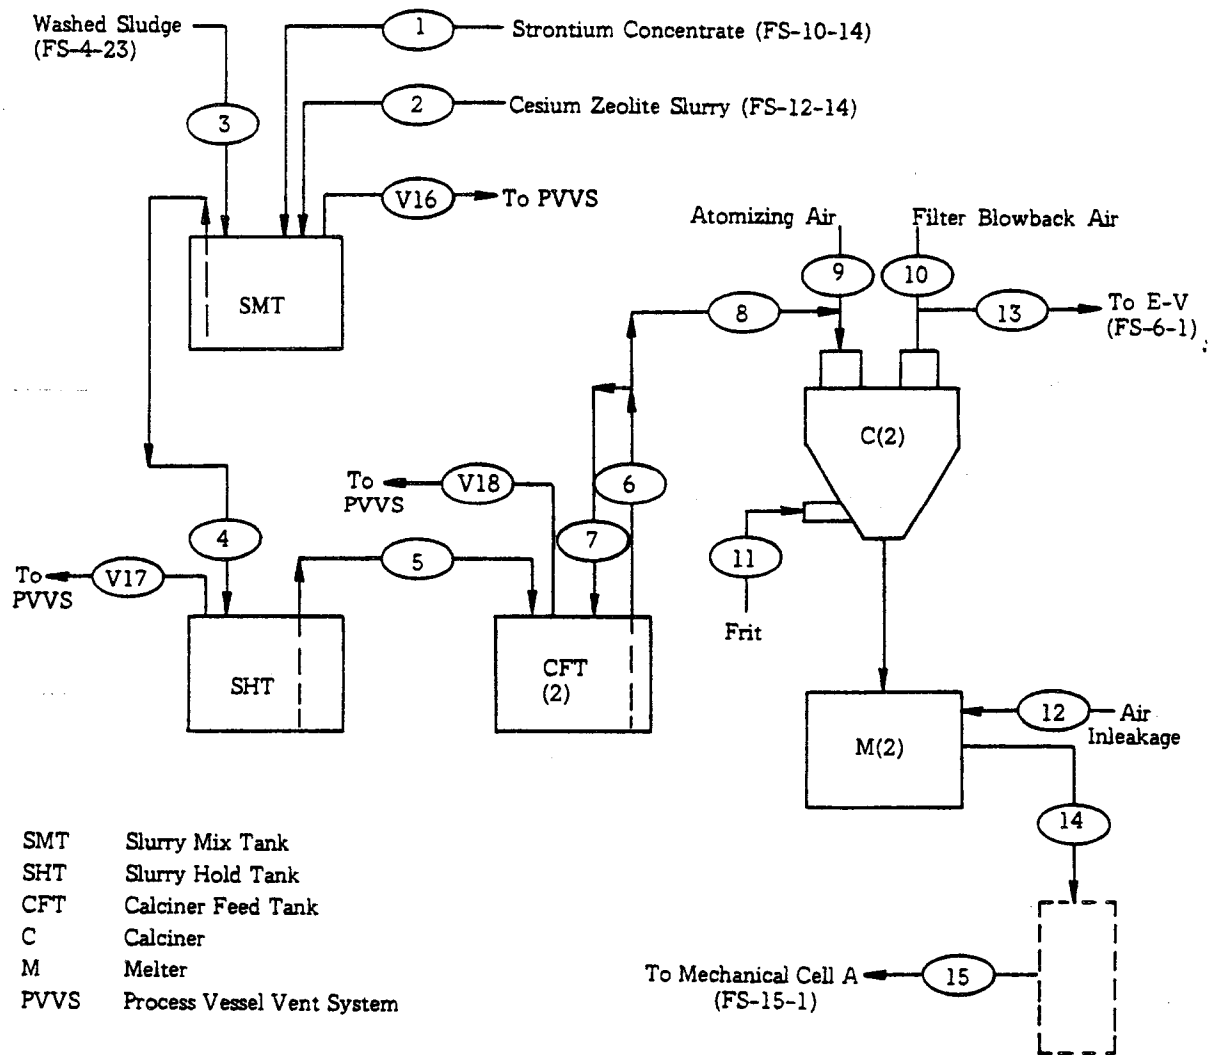 Washed Sludge
(FS-4-23)
1
Strontium Concentrate (FS-10-14)
2
Cesium Zeolite Slurry (FS-12-14)
3
V16
To PVVS
SMT
Atomizing Air
Filter Blowback Air
9
10
8
13
To E-V
(FS-6-1)
C(2)
To
PVVS
V18
6
4
5
7
11
To
PVVS
V17
Frit
SHT
CFT
(2)
12
Air
Inleakage
M(2)
14
SMT Slurry Mix Tank
SHT Slurry Hold Tank
CFT Calciner Feed Tank
C Calciner
M Melter
PVVS Process Vessel Vent System
To Mechanical Cell A
(FS-15-1)
15